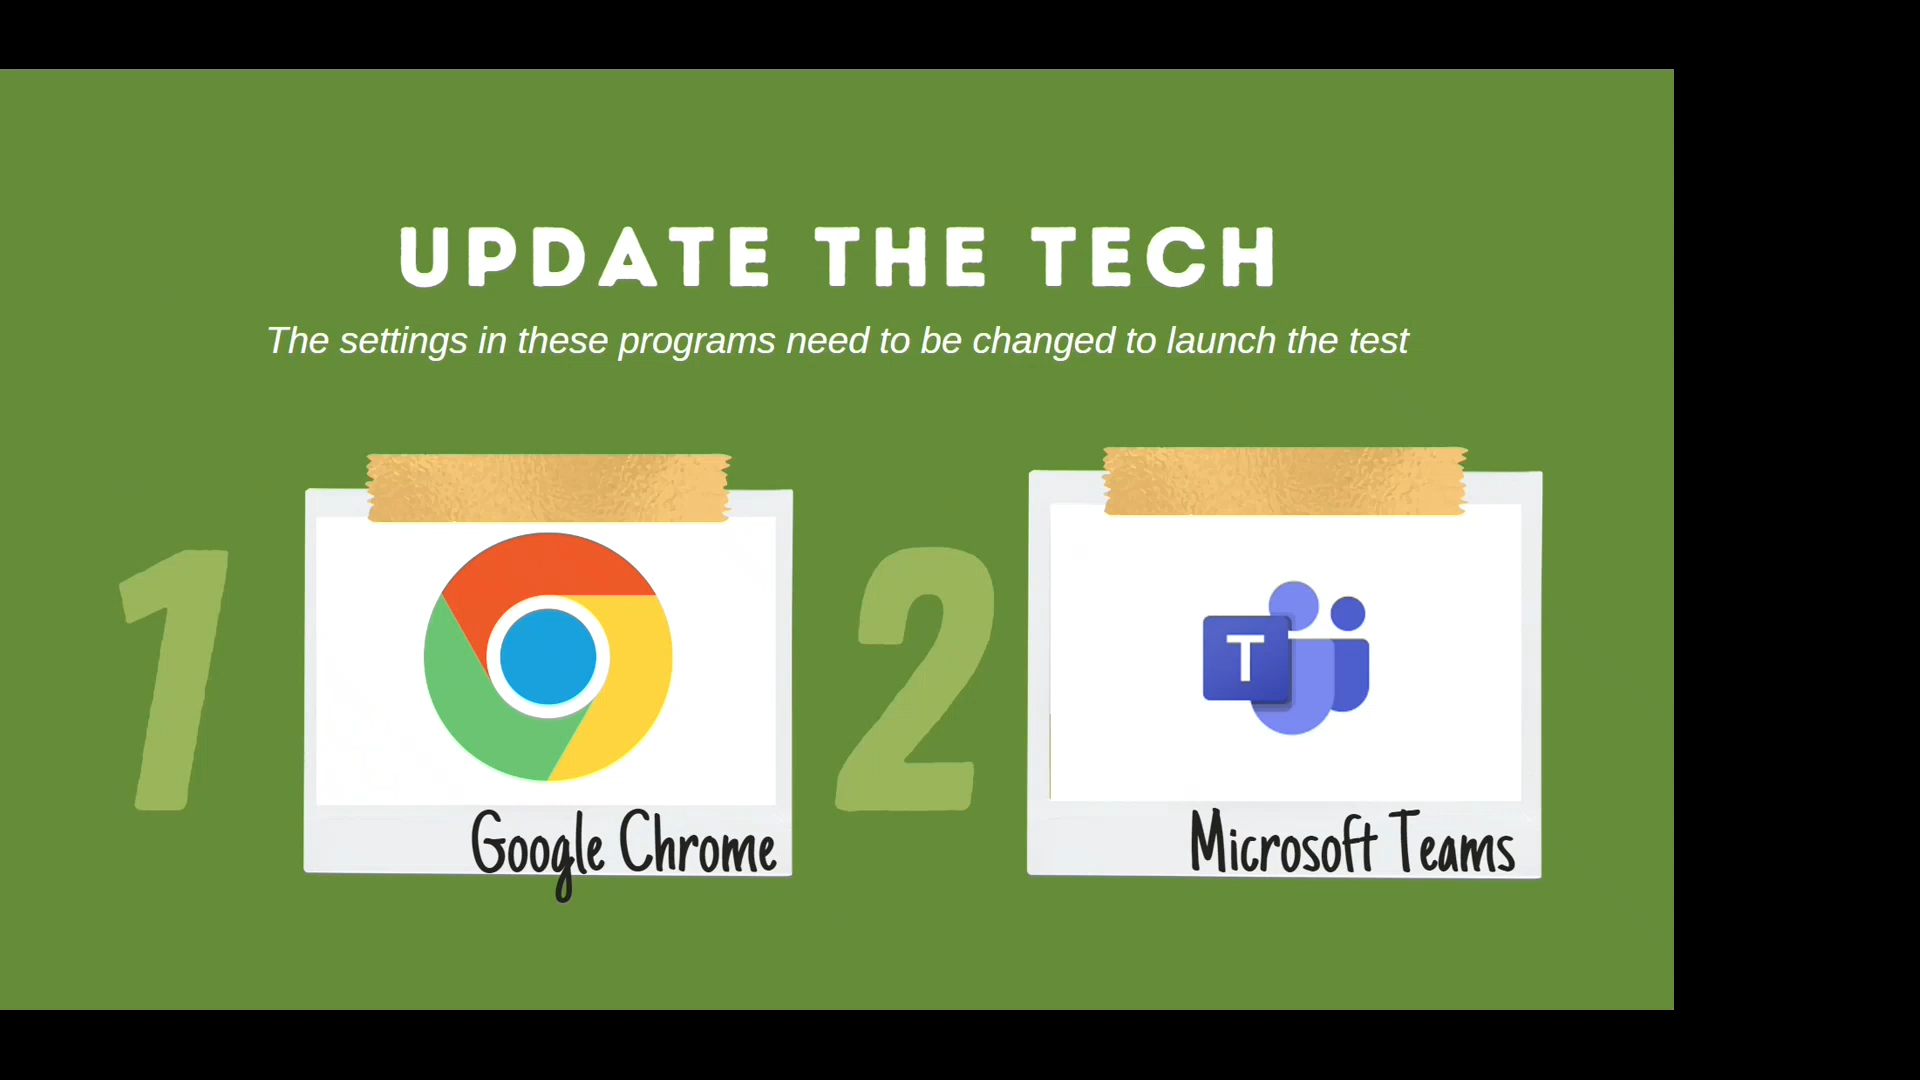 UPDATE THE TECH
The settings in these programs need to be changed to launch the test
1
2
T
Google Chrome
Microsoft Teams